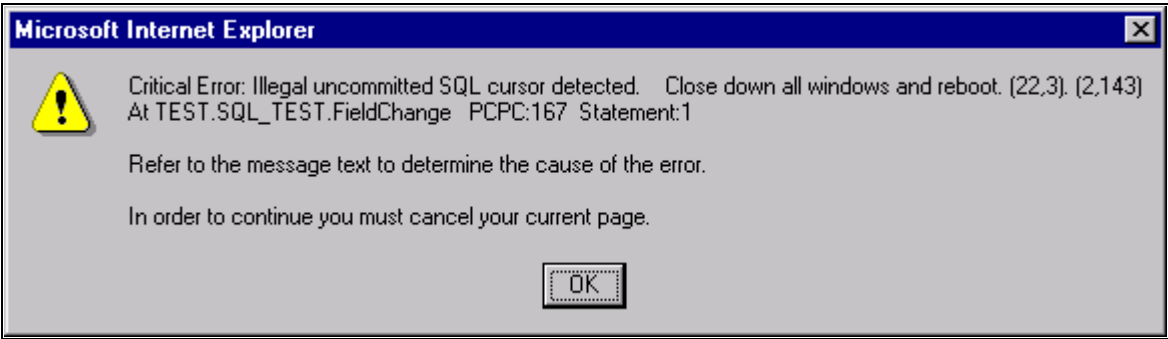 Microsoft Internet Explorer
Critical Error: Illegal uncommitted SQL cursor detected.   Close down all windows and reboot. (22,3). (2,143)
At TEST.SQL_TEST.FieldChange  PCPC:167  Statement:1
Refer to the message text to determine the cause of the error.
In order to continue you must cancel your current page.
OK